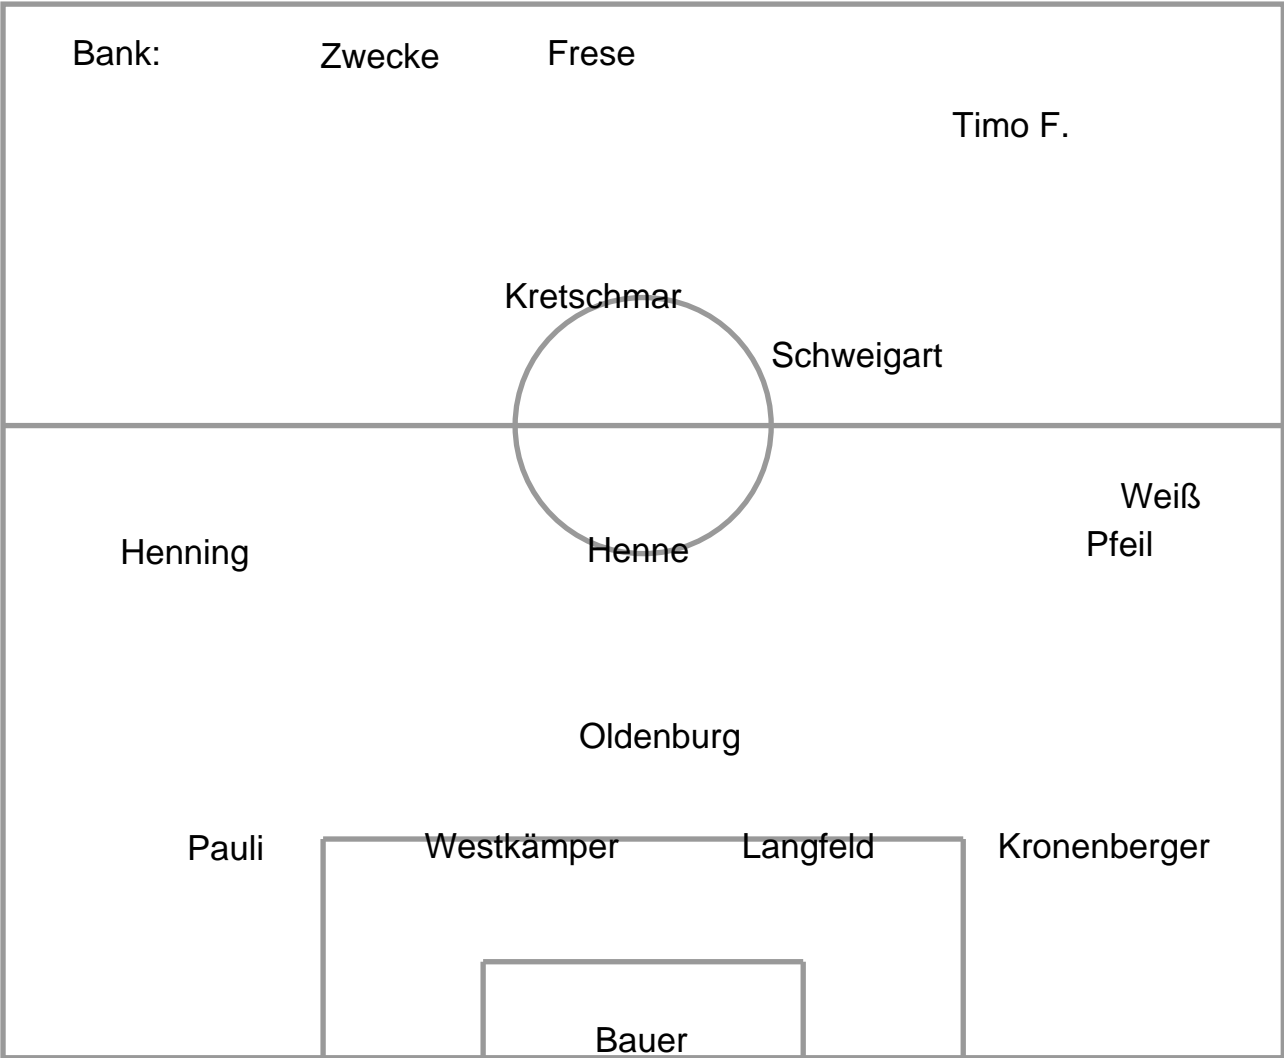 Bank: Zwecke Frese
Timo F.
Kretschmar
Schweigart
Weiß
Henning Henne Pfeil
Oldenburg
Pauli Westkämper Langfeld Kronenberger
Bauer